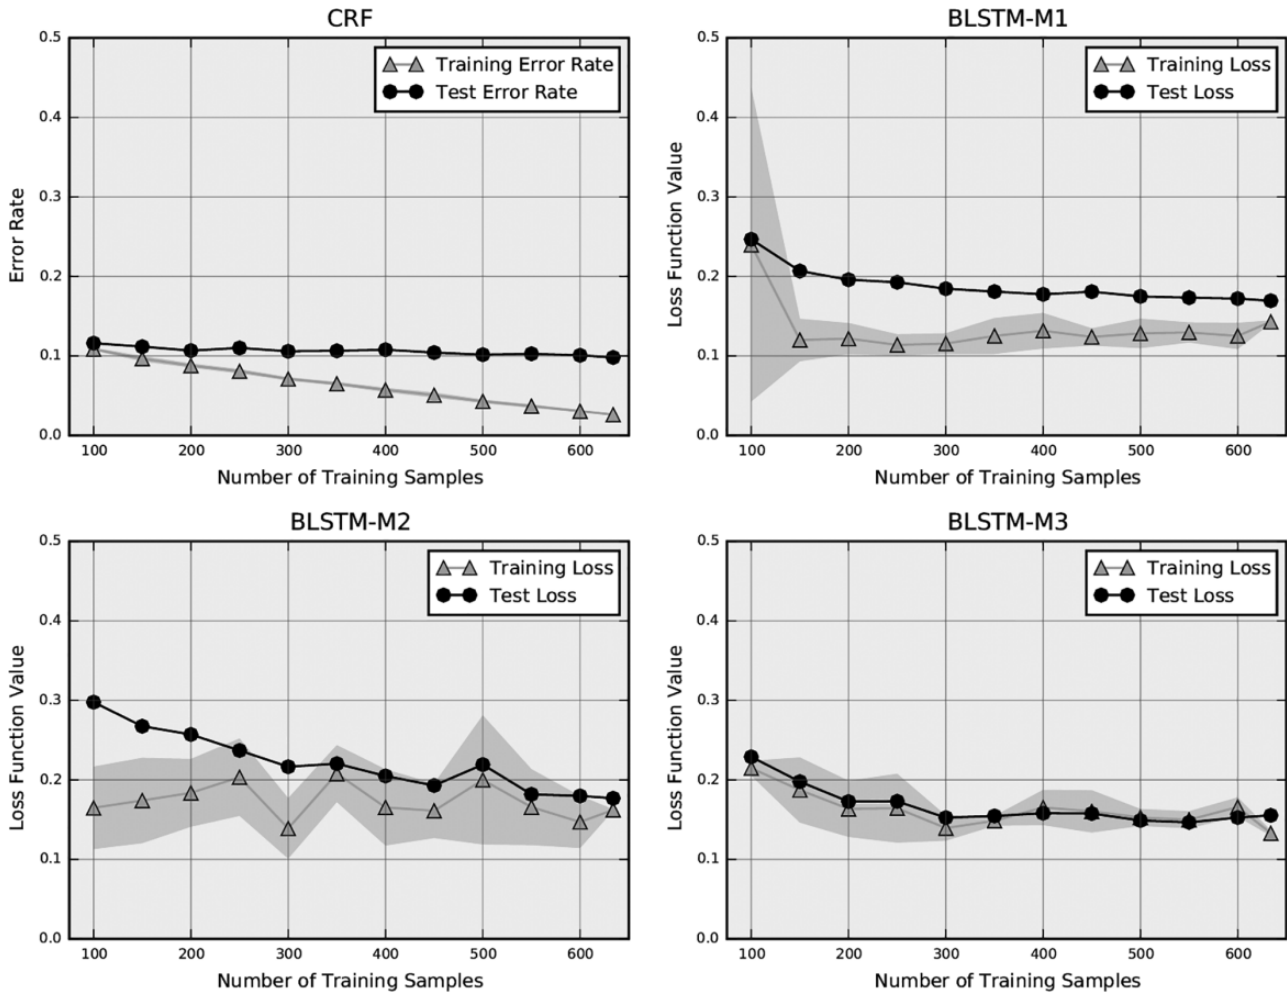 CRF
0.5
0.4
0.3
0.2
0.1
0.0
Error Rate
Training Error Rate
Test Error Rate
100 200 300 400 500 600
Number of Training Samples
BLSTM-M1
0.5
0.4
0.3
0.2
0.1
0.0
Loss Function Value
Training Loss
Test Loss
100 200 300 400 500 600
Number of Training Samples
BLSTM-M2
0.5
0.4
0.3
0.2
0.1
0.0
Loss Function Value
Training Loss
Test Loss
100 200 300 400 500 600
Number of Training Samples
BLSTM-M3
0.5
0.4
0.3
0.2
0.1
0.0
Loss Function Value
Training Loss
Test Loss
100 200 300 400 500 600
Number of Training Samples